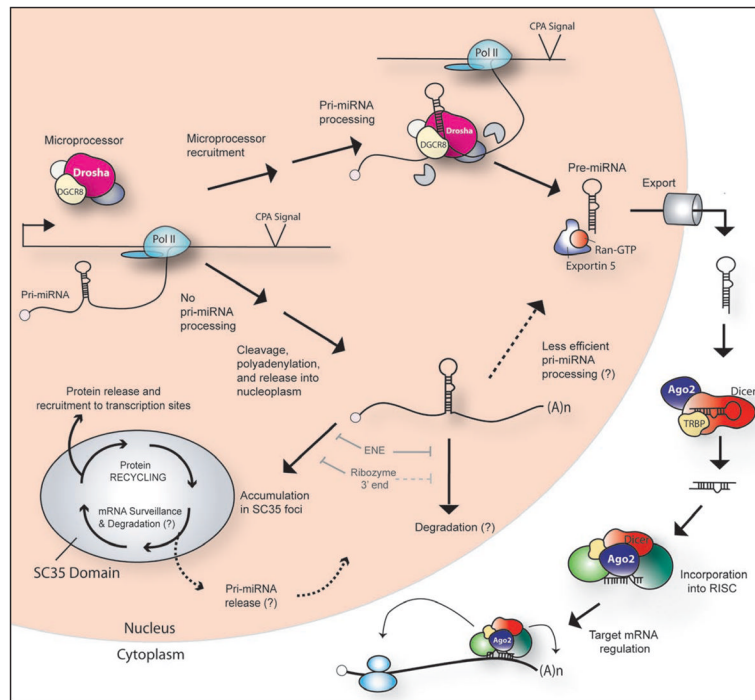 Pol II
CPA Signal
Pri-miRNA
processing
Drosha
DGCR8
Microprocessor
Drosha
DGCR8
Microprocessor
recruitment
Pre-miRNA
Export
Ran-GTP
Exportin 5
CPA Signal
Pol II
Pri-miRNA
No
pri-miRNA
processing
Cleavage,
polyadenylation,
and release into
nucleoplasm
Less efficient
pri-miRNA
processing (?)
(A)n
Ago2
Dicer
TRBP
Protein release and
recruitment to transcription sites
Protein
RECYCLING
mRNA Surveillance
& Degradation (?)
SC35 Domain
Accumulation
in SC35 foci
ENE
Ribozyme
3' end
Degradation (?)
Pri-miRNA
release (?)
Dicer
Ago2
Incorporation
into RISC
Target mRNA
regulation
Ago2
(A)n
Nucleus
Cytoplasm